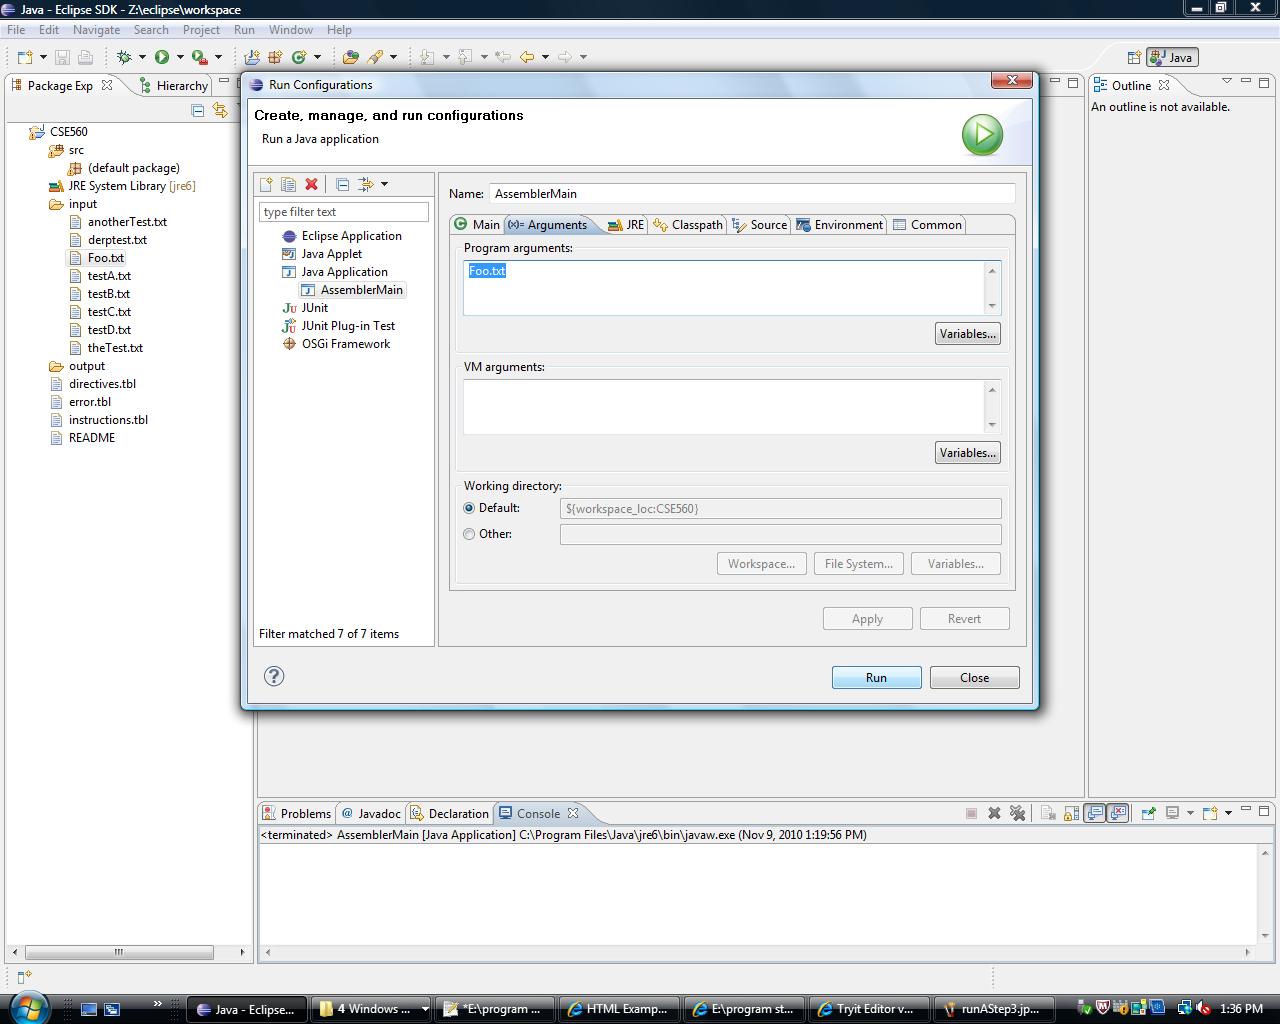 Java - Eclipse SDK - Z:\eclipse\workspace
File Edit Navigate Search Project Run Window Help
Java
Package Exp
Hierarchy
CSE560
src
(default package)
JRE System Library [jre6]
input
anotherTest.txt
derptest.txt
Foo.txt
testA.txt
testB.txt
testC.txt
testD.txt
theTest.txt
output
directives.tbl
error.tbl
instructions.tbl
README
Run Configurations
Create, manage, and run configurations
Run a Java application
type filter text
Eclipse Application
Java Applet
Java Application
AssemblerMain
JUnit
JUnit Plug-in Test
OSGi Framework
Filter matched 7 of 7 items
Name: AssemblerMain
Main (x)= Arguments JRE Classpath Source Environment Common
Program arguments:
Foo.txt
Variables...
VM arguments:
Variables...
Working directory:
Default: ${workspace_loc:CSE560}
Other:
Workspace... File System... Variables...
Apply Revert
? Run Close
Outline
An outline is not available.
Problems @ Javadoc Declaration Console
<terminated> AssemblerMain [Java Application] C:\Program Files\Java\jre6\bin\javaw.exe (Nov 9, 2010 1:19:56 PM)
Java - Eclipse... 4 Windows ... *E:\program ... HTML Examp... E:\program st... Tryit Editor v... runAStep3.jp... 1:36 PM